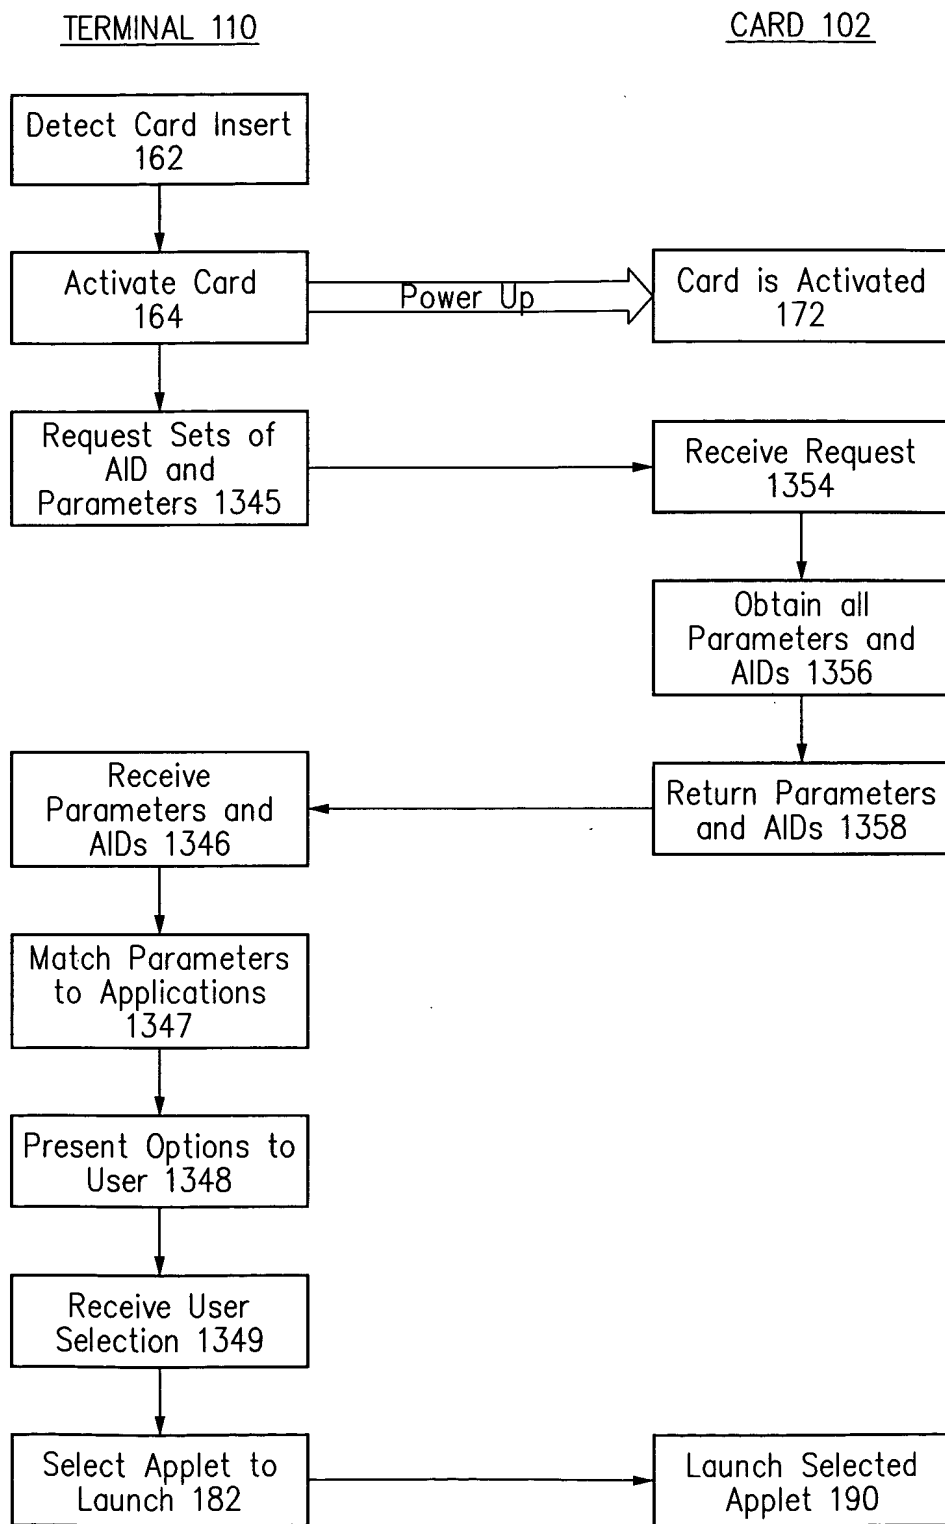 TERMINAL 110
CARD 102
Detect Card Insert
162
Activate Card
164
Power Up
Card is Activated
172
Request Sets of
AID and
Parameters 1345
Receive Request
1354
Obtain all
Parameters and
AIDs 1356
Return Parameters
and AIDs 1358
Receive
Parameters and
AIDs 1346
Match Parameters
to Applications
1347
Present Options to
User 1348
Receive User
Selection 1349
Select Applet to
Launch 182
Launch Selected
Applet 190